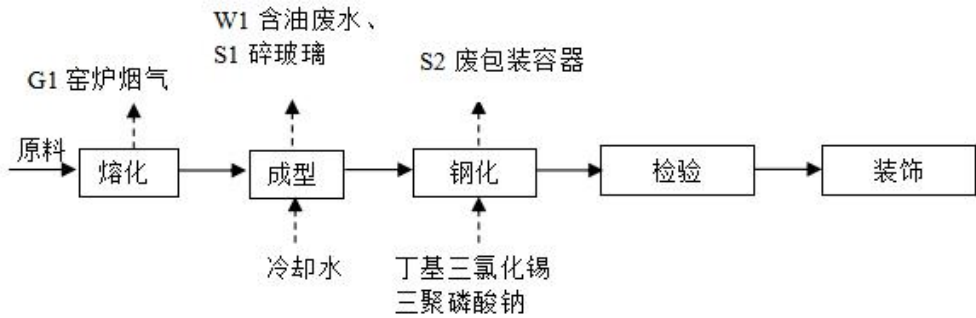 W1 含油废水、
S1 碎玻璃
S2 废包装容器
G1 窑炉烟气
原料
熔化
成型
钢化
检验
装饰
冷却水
丁基三氯化锡
三聚磷酸钠